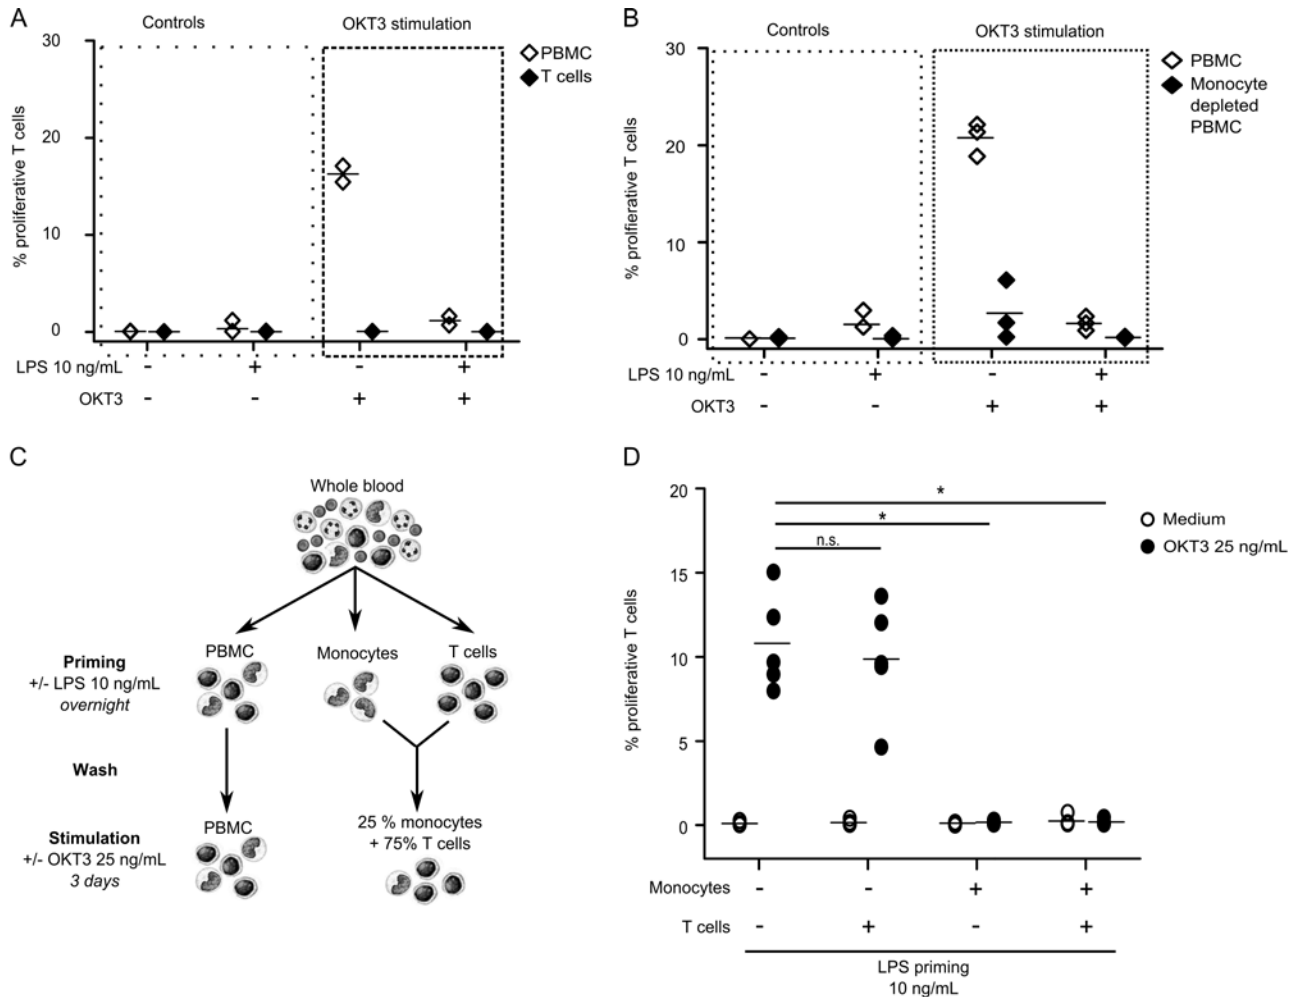 A
Controls
OKT3 stimulation
30
20
10
0
% proliferative T cells
PBMC
T cells
LPS 10 ng/mL
- + - +
OKT3
- - + +
B
Controls
OKT3 stimulation
30
20
10
0
% prolfierative T cells
PBMC
Monocyte
depleted
PBMC
LPS 10 ng/mL
- + - +
OKT3
- - + +
C
Whole blood
PBMC
Monocytes
T cells
Priming
+/- LPS 10 ng/mL
overnight
Wash
Stimulation
+/- OKT3 25 ng/mL
3 days
PBMC
25 % monocytes
+ 75% T cells
D
20
15
10
5
0
% proliferative T cells
*
*
n.s.
Medium
OKT3 25 ng/mL
Monocytes
- - + +
T cells
- + - +
LPS priming
10 ng/mL